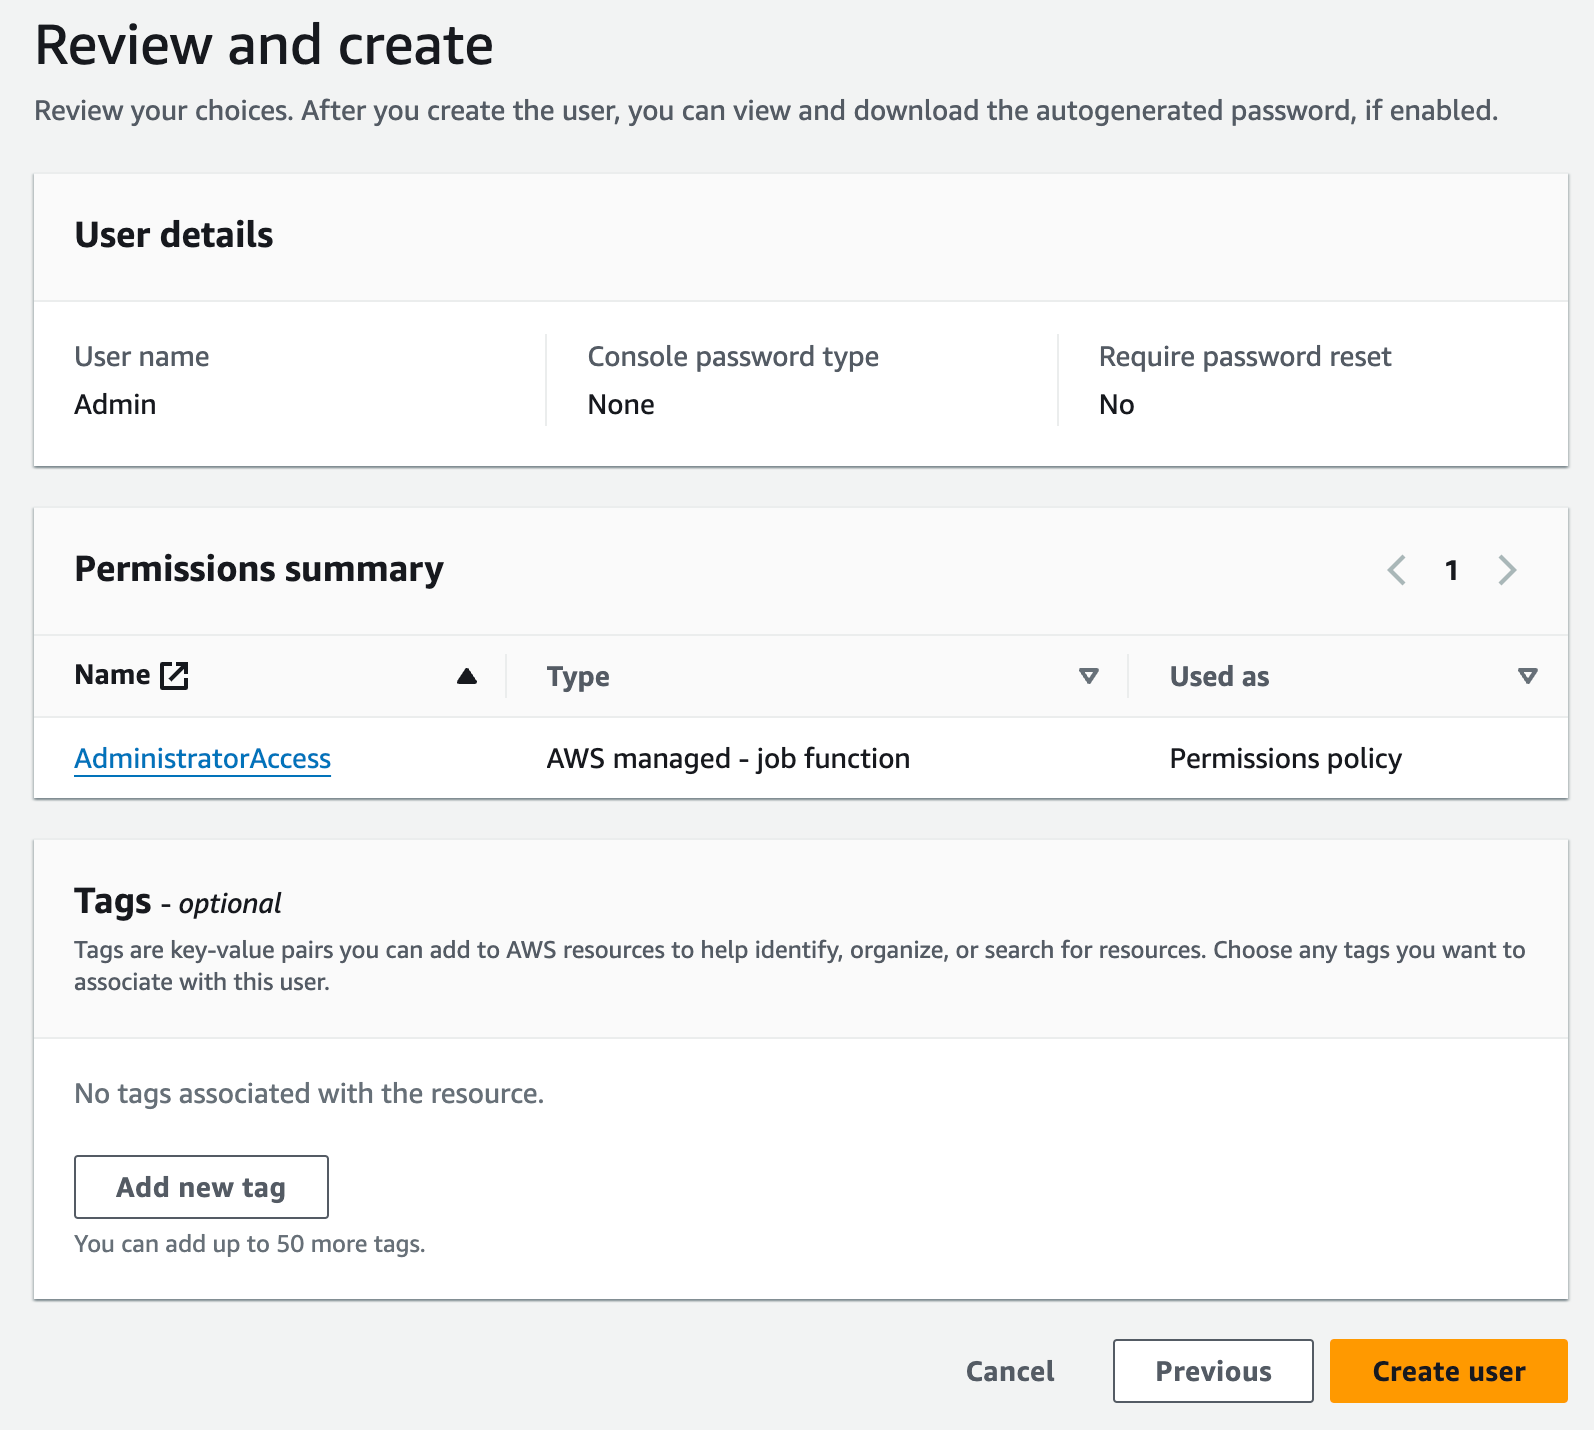 Review and create
Review your choices. After you create the user, you can view and download the autogenerated password, if enabled.
User details
User name
Console password type
Require password reset
Admin
None
No
Permissions summary
1
Name
Type
Used as
AdministratorAccess
AWS managed - job function
Permissions policy
Tags - optional
Tags are key-value pairs you can add to AWS resources to help identify, organize, or search for resources. Choose any tags you want to
associate with this user.
No tags associated with the resource.
Add new tag
You can add up to 50 more tags.
Cancel
Previous
Create user